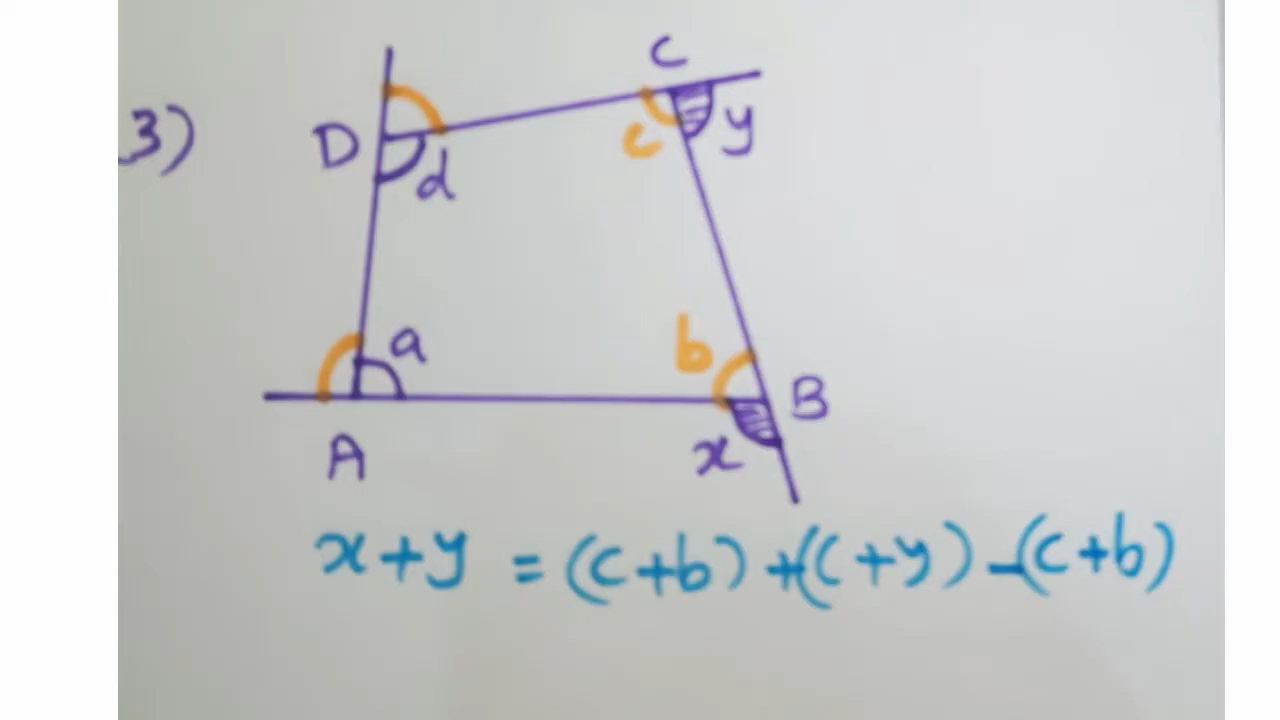 C
3)
D
c
y
d
a
b
B
x
A
x + y = (c + b) + (c + y) - (c + b)